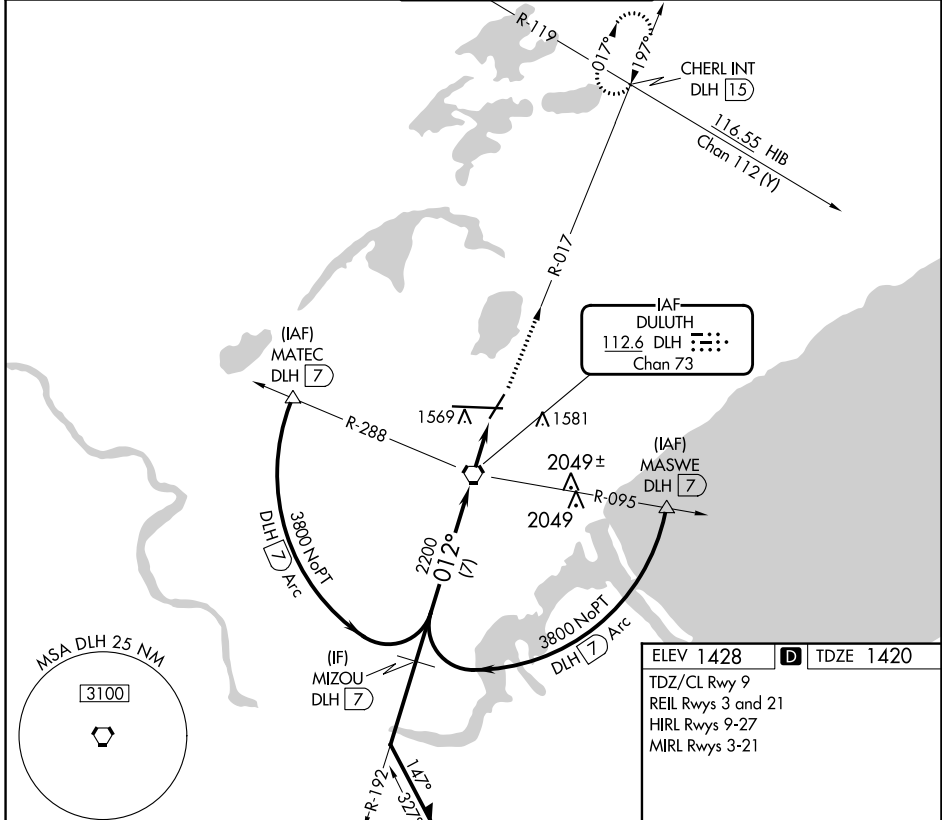 R-119
017°
197°
CHERL INT
DLH 15
116.55 HIB
Chan 112 (Y)
R-017
IAF
DULUTH
112.6 DLH
Chan 73
(IAF)
MATEC
DLH 7
R-288
1569
1581
2049±
2049
(IAF)
MASWE
DLH 7
R-095
3800 NoPT
DLH 7 Arc
2200
012°
(7)
3800 NoPT
DLH 7 Arc
(IF)
MIZOU
DLH 7
R-192
147°
327°
MSA DLH 25 NM
3100
ELEV 1428 D TDZE 1420
TDZ/CL Rwy 9
REIL Rwys 3 and 21
HIRL Rwys 9-27
MIRL Rwys 3-21